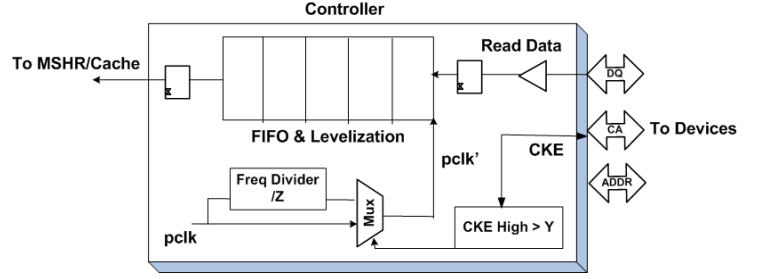 Controller
To MSHR/Cache
Read Data
DQ
FIFO & Levelization
CA
To Devices
CKE
pclk’
Freq Divider
/Z
Mux
ADDR
CKE High > Y
pclk